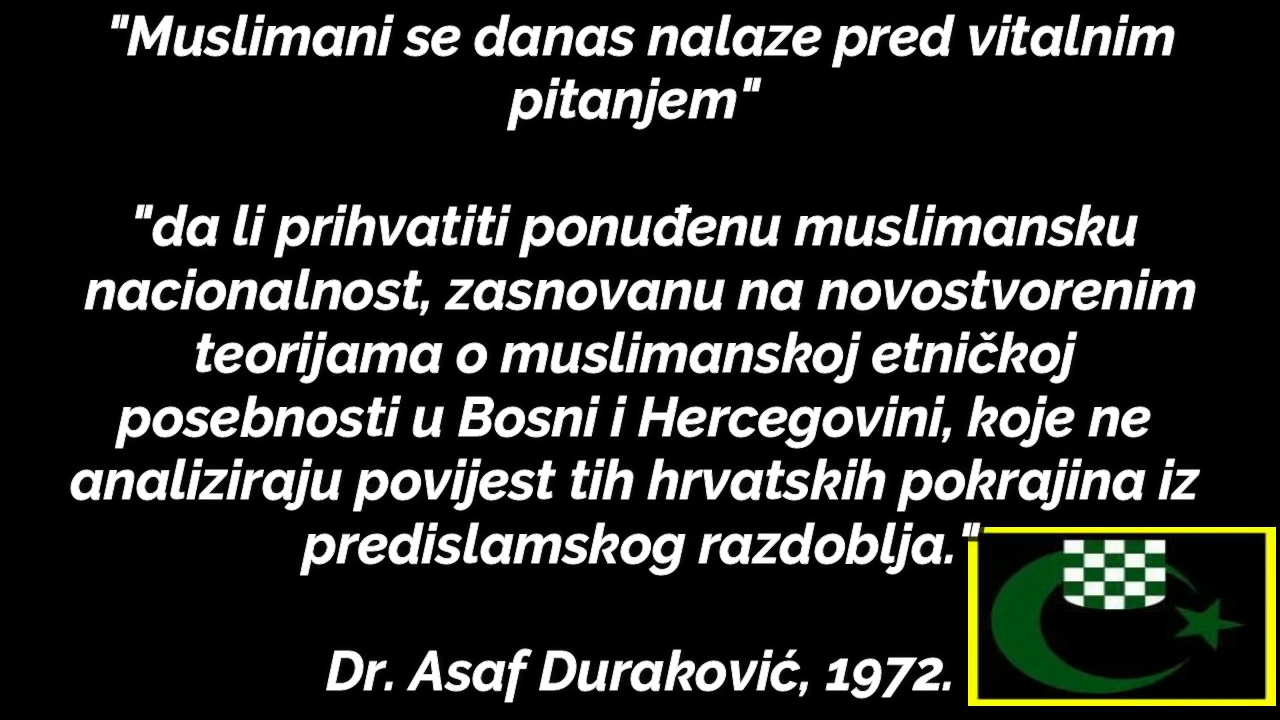 "Muslimani se danas nalaze pred vitalnim
pitanjem"
"da li prihvatiti ponuđenu muslimansku
nacionalnost, zasnovanu na novostvorenim
teorijama o muslimanskoj etničkoj
posebnosti u Bosni i Hercegovini, koje ne
analiziraju povijest tih hrvatskih pokrajina iz
predislamskog razdoblja."
Dr. Asaf Duraković, 1972.